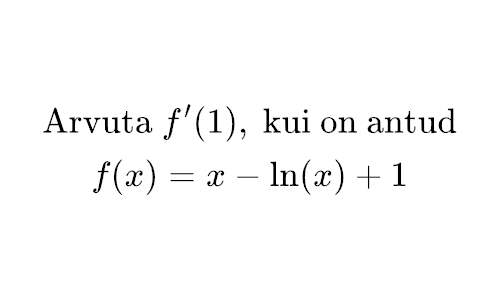 Arvuta f′(1), kui on antud
f(x) = x − ln(x) + 1